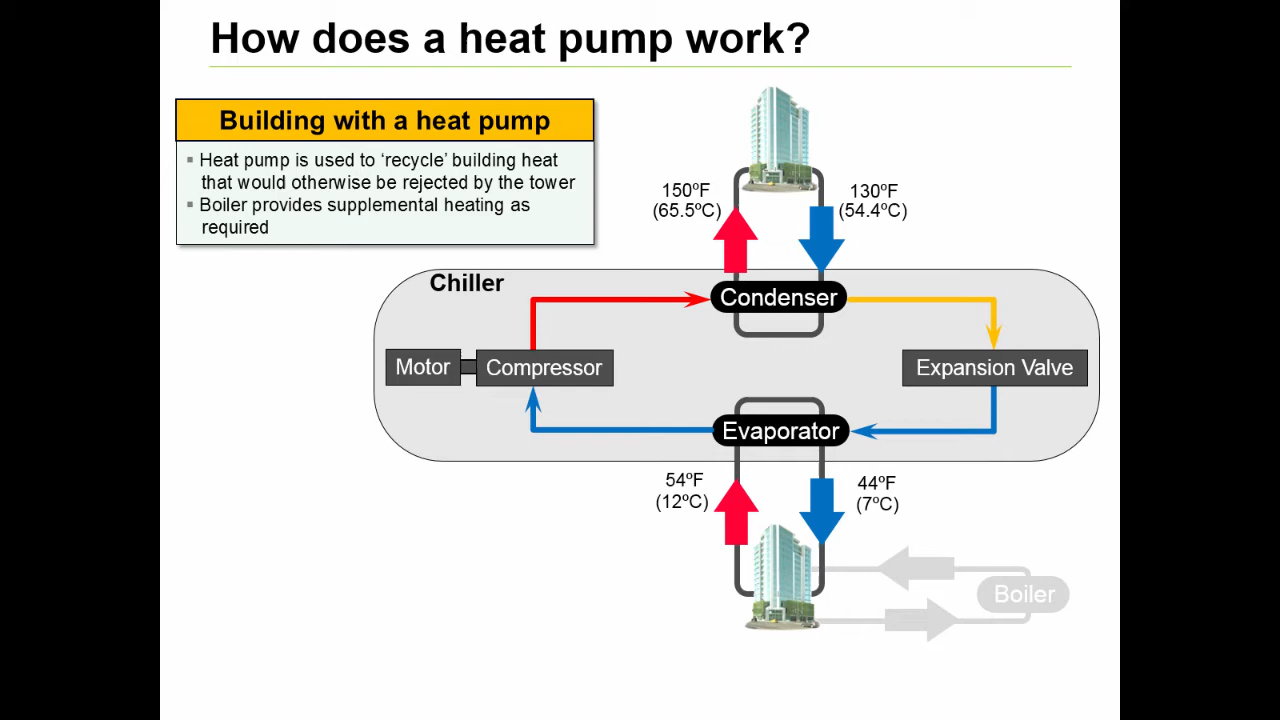 How does a heat pump work?
Building with a heat pump
▪ Heat pump is used to ‘recycle’ building heat
that would otherwise be rejected by the tower
▪ Boiler provides supplemental heating as
required
150ºF
(65.5ºC)
130ºF
(54.4ºC)
Chiller
Condenser
Motor
Compressor
Expansion Valve
Evaporator
54ºF
(12ºC)
44ºF
(7ºC)
Boiler